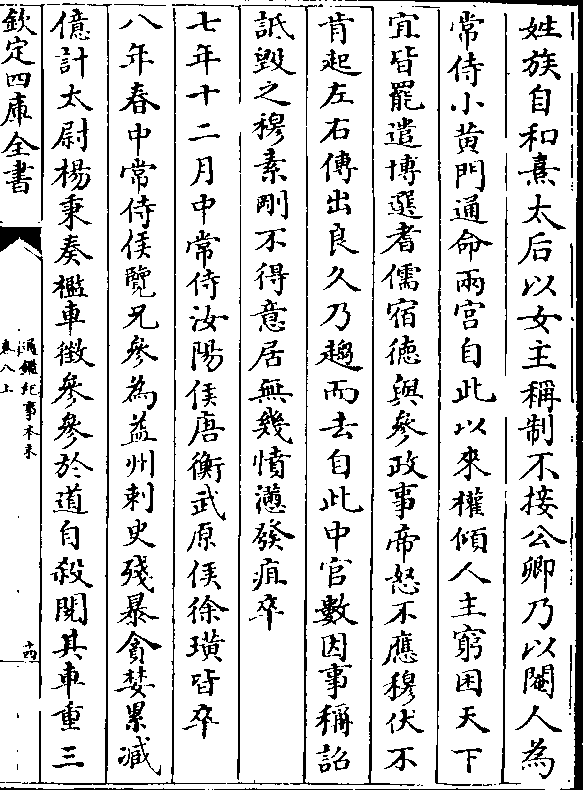 姓族自和熹太后以女主稱制不接公卿乃以閹人為
常侍小黄門通命兩宮自此以來權傾人主窮困天下
宜皆罷遣博選耆儒宿德與參政事帝怒不應穆伏不
肯起左右傳出良久乃趨而去自此中官數因事稱詔
詆毁之穆素剛不得意居無幾憤懣發疽卒
七年十二月中常侍汝陽侯唐衡武原侯徐璜皆卒
八年春中常侍侯覽兄參為益州刺史殘暴貪婪累減
億計太尉楊秉奏檻車徵參參於道自殺閱其車重三
欽定四庫全書
通鑑紀事本末
卷八上
十四